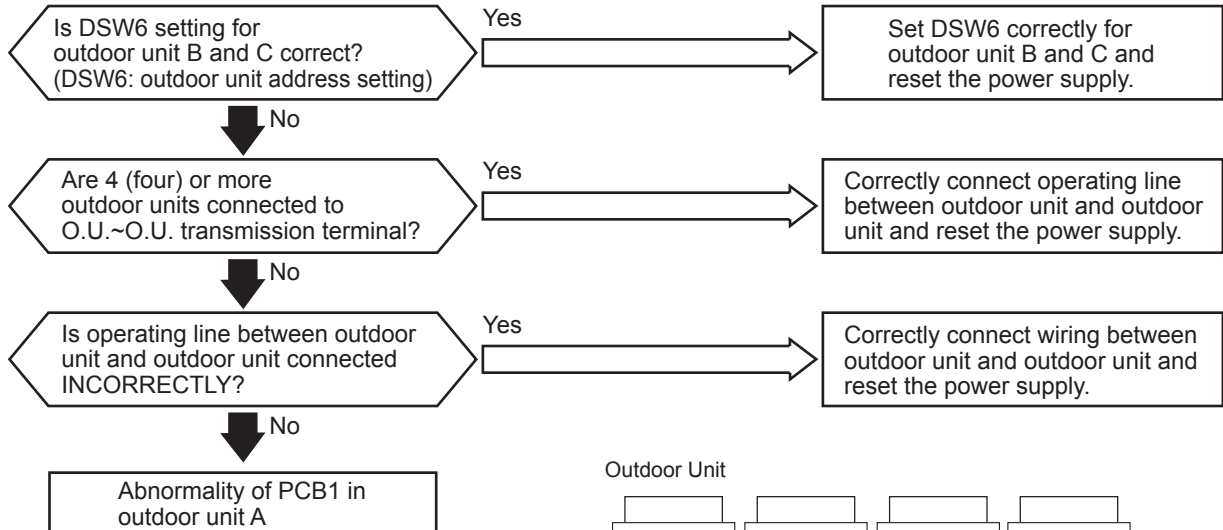 Is DSW6 setting for
outdoor unit B and C correct?
(DSW6: outdoor unit address setting)
Yes
Set DSW6 correctly for
outdoor unit B and C and
reset the power supply.
No
Are 4 (four) or more
outdoor units connected to
O.U.~O.U. transmission terminal?
Yes
Correctly connect operating line
between outdoor unit and outdoor
unit and reset the power supply.
No
Is operating line between outdoor
unit and outdoor unit connected
INCORRECTLY?
Yes
Correctly connect wiring between
outdoor unit and outdoor unit and
reset the power supply.
No
Abnormality of PCB1 in
outdoor unit A
Outdoor Unit